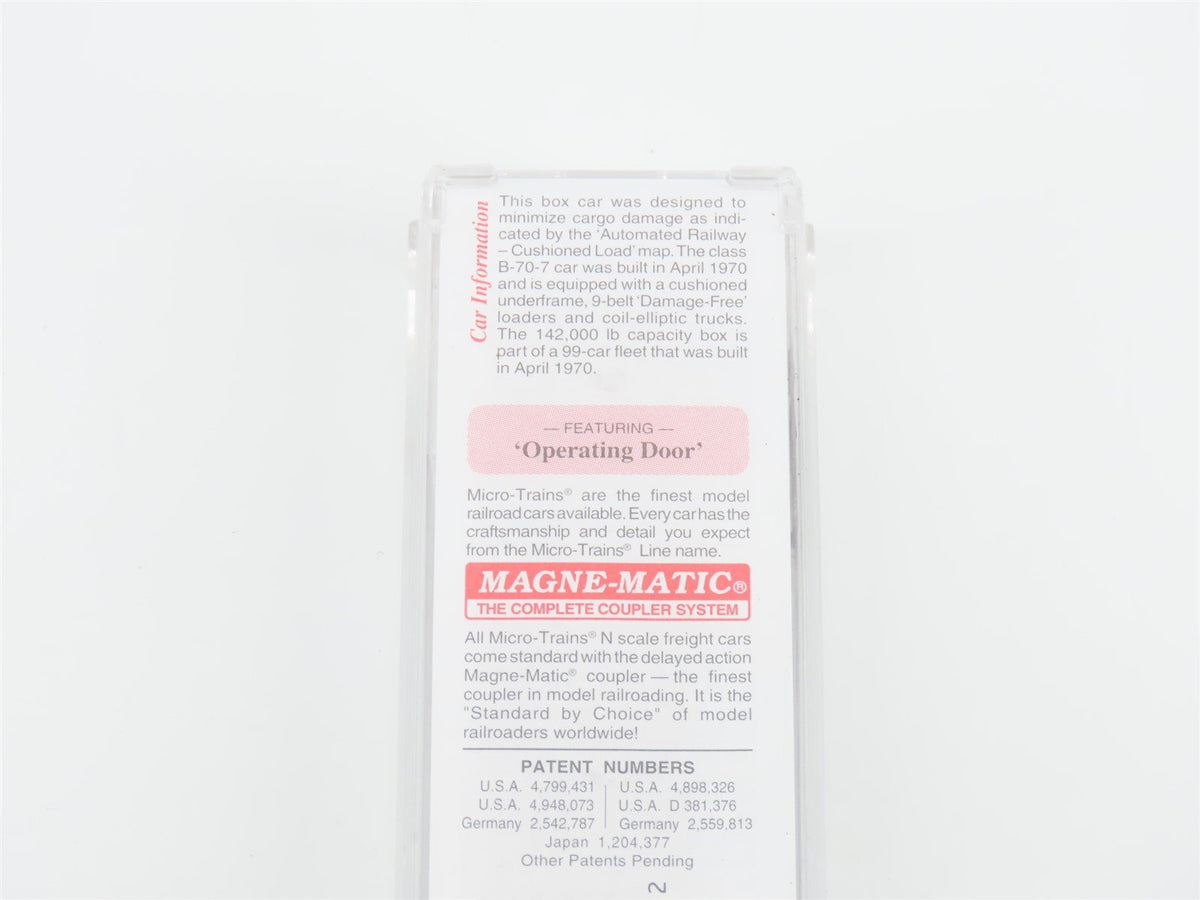 Car Information
This box car was designed to
minimize cargo damage as indi-
cated by the ‘Automated Railway
– Cushioned Load’ map. The class
B-70-7 car was built in April 1970
and is equipped with a cushioned
underframe, 9-belt ‘Damage-Free’
loaders and coil-elliptic trucks.
The 142,000 lb capacity box is
part of a 99-car fleet that was built
in April 1970.
— FEATURING —
‘Operating Door’
Micro-Trains® are the finest model
railroad cars available. Every car has the
craftsmanship and detail you expect
from the Micro-Trains® Line name.
MAGNE-MATIC®
THE COMPLETE COUPLER SYSTEM
All Micro-Trains® N scale freight cars
come standard with the delayed action
Magne-Matic® coupler — the finest
coupler in model railroading. It is the
"Standard by Choice" of model
railroaders worldwide!
PATENT NUMBERS
U.S.A. 4,799,431 U.S.A. 4,898,326
U.S.A. 4,948,073 U.S.A. D 381,376
Germany 2,542,787 Germany 2,559,813
Japan 1,204,377
Other Patents Pending
2